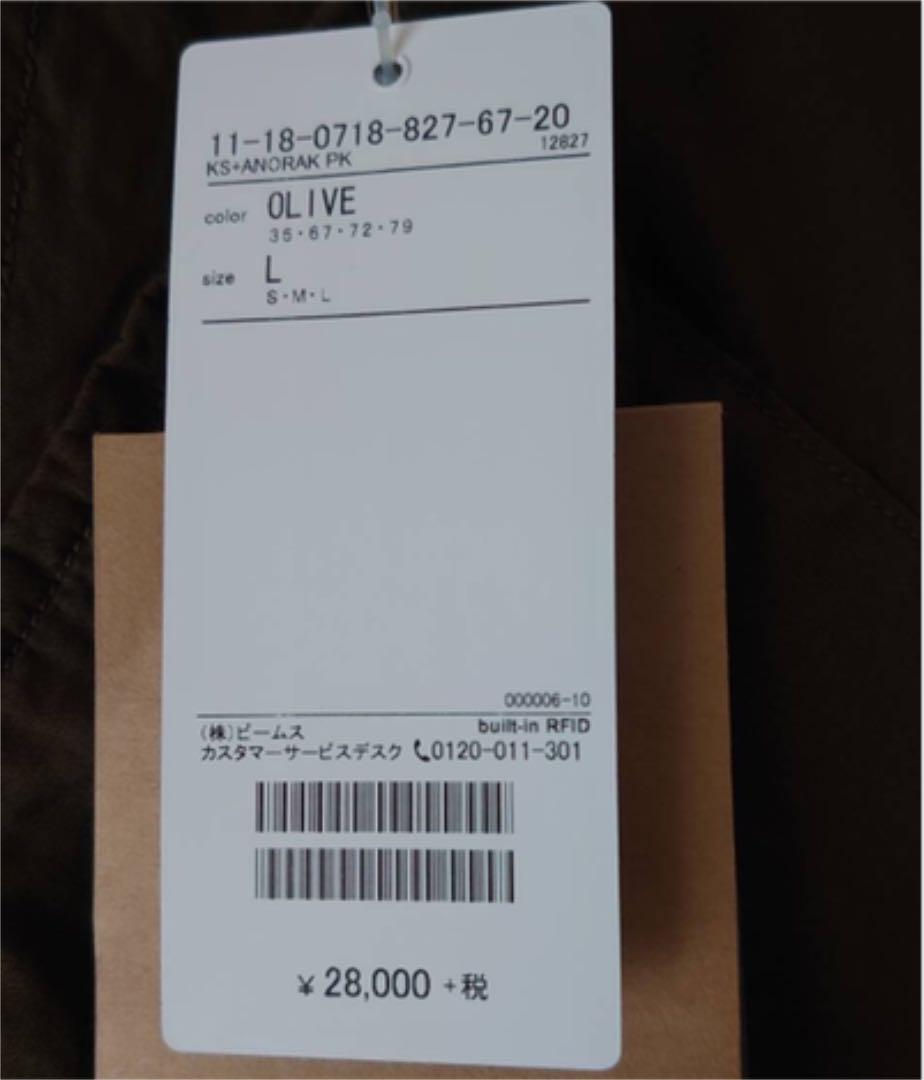 11-18-0718-827-67-20
KS+ANORAK PK 12827
color OLIVE
35・67・72・79
size L
S・M・L
000006-10
(株)ビームス built-in RFID
カスタマーサービスデスク 📞0120-011-301
¥28,000 +税